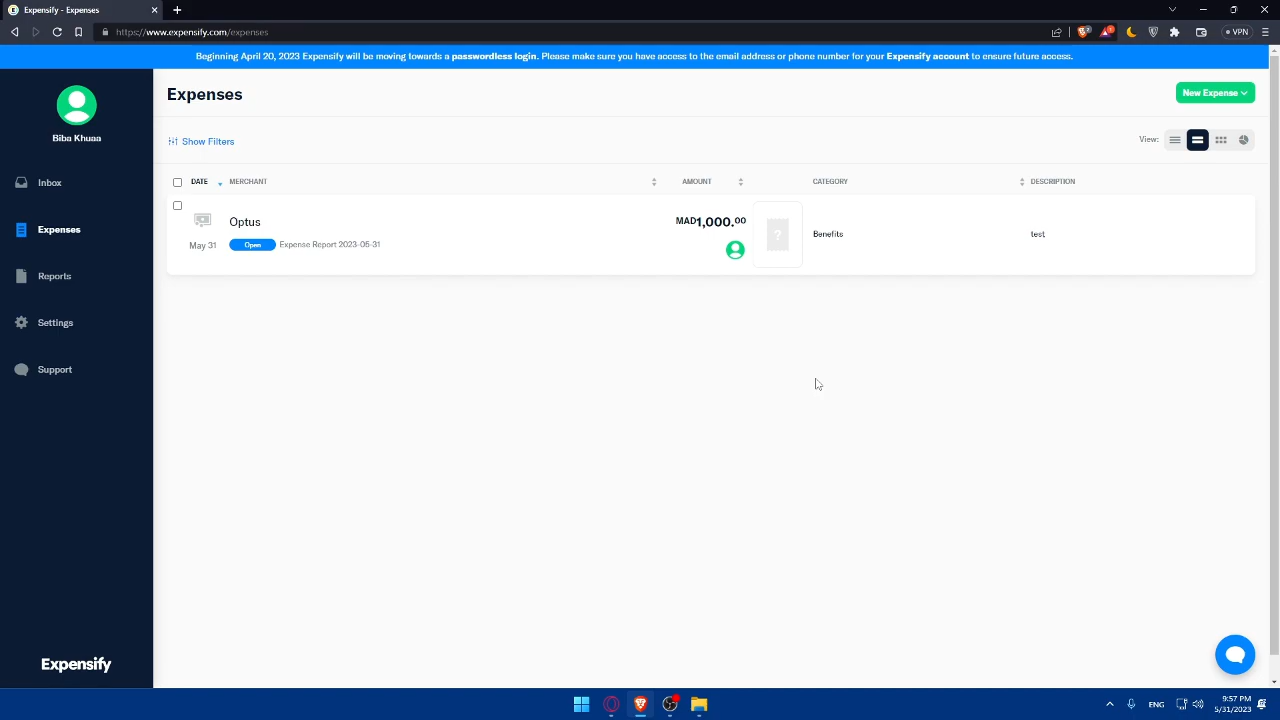 Expensify - Expenses
https://www.expensify.com/expenses
VPN
Beginning April 20, 2023 Expensify will be moving towards a passwordless login. Please make sure you have access to the email address or phone number for your Expensify account to ensure future access.
Biba Khuaa
Inbox
Expenses
Reports
Settings
Support
Expensify
Expenses
New Expense
Show Filters
View:
DATE MERCHANT AMOUNT CATEGORY DESCRIPTION
Optus MAD1,000.00
Benefits test
May 31 Open Expense Report 2023-05-31
?
ENG
9:57 PM
5/31/2023